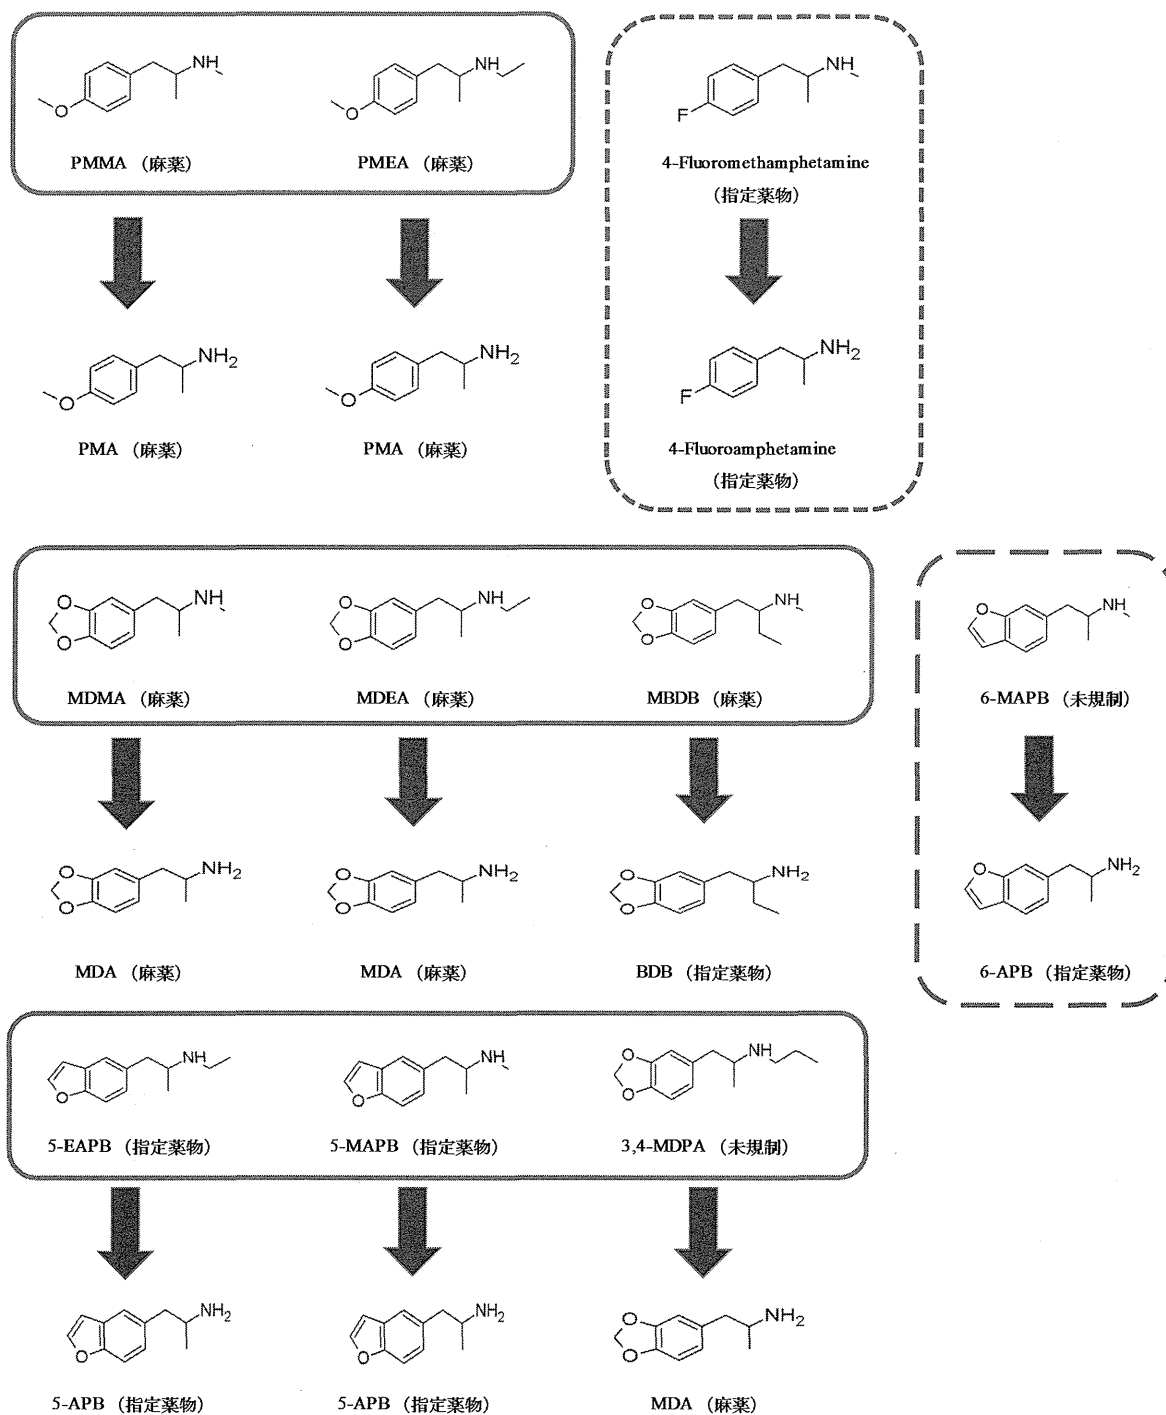 NH
O
PMMA （麻薬）
NH
O
PMEA （麻薬）
NH
F
4-Fluoromethamphetamine
（指定薬物）
NH2
O
PMA （麻薬）
NH2
O
PMA （麻薬）
NH2
F
4-Fluoroamphetamine
（指定薬物）
O
O
NH
MDMA （麻薬）
O
O
NH
MDEA （麻薬）
O
O
NH
MBDB （麻薬）
O
NH
6-MAPB （未規制）
O
O
NH2
MDA （麻薬）
O
O
NH2
MDA （麻薬）
O
O
NH2
BDB （指定薬物）
O
NH2
6-APB （指定薬物）
O
NH
5-EAPB （指定薬物）
O
NH
5-MAPB （指定薬物）
O
O
NH
3,4-MDPA （未規制）
O
NH2
5-APB （指定薬物）
O
NH2
5-APB （指定薬物）
O
O
NH2
MDA （麻薬）